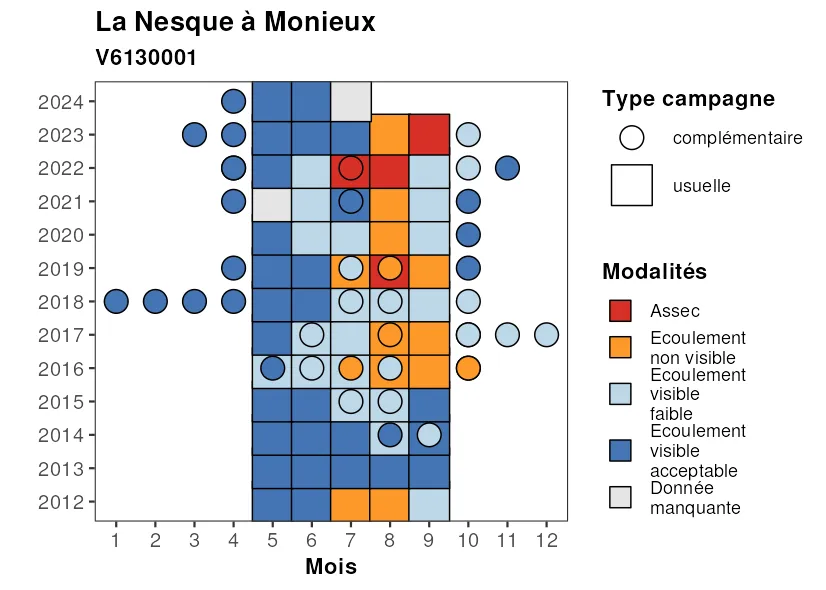 La Nesque à Monieux
V6130001
2024
2023
2022
2021
2020
2019
2018
2017
2016
2015
2014
2013
2012
1 2 3 4 5 6 7 8 9 10 11 12
Mois
Type campagne
complémentaire
usuelle
Modalités
Assec
Ecoulement
non visible
Ecoulement
visible
faible
Ecoulement
visible
acceptable
Donnée
manquante